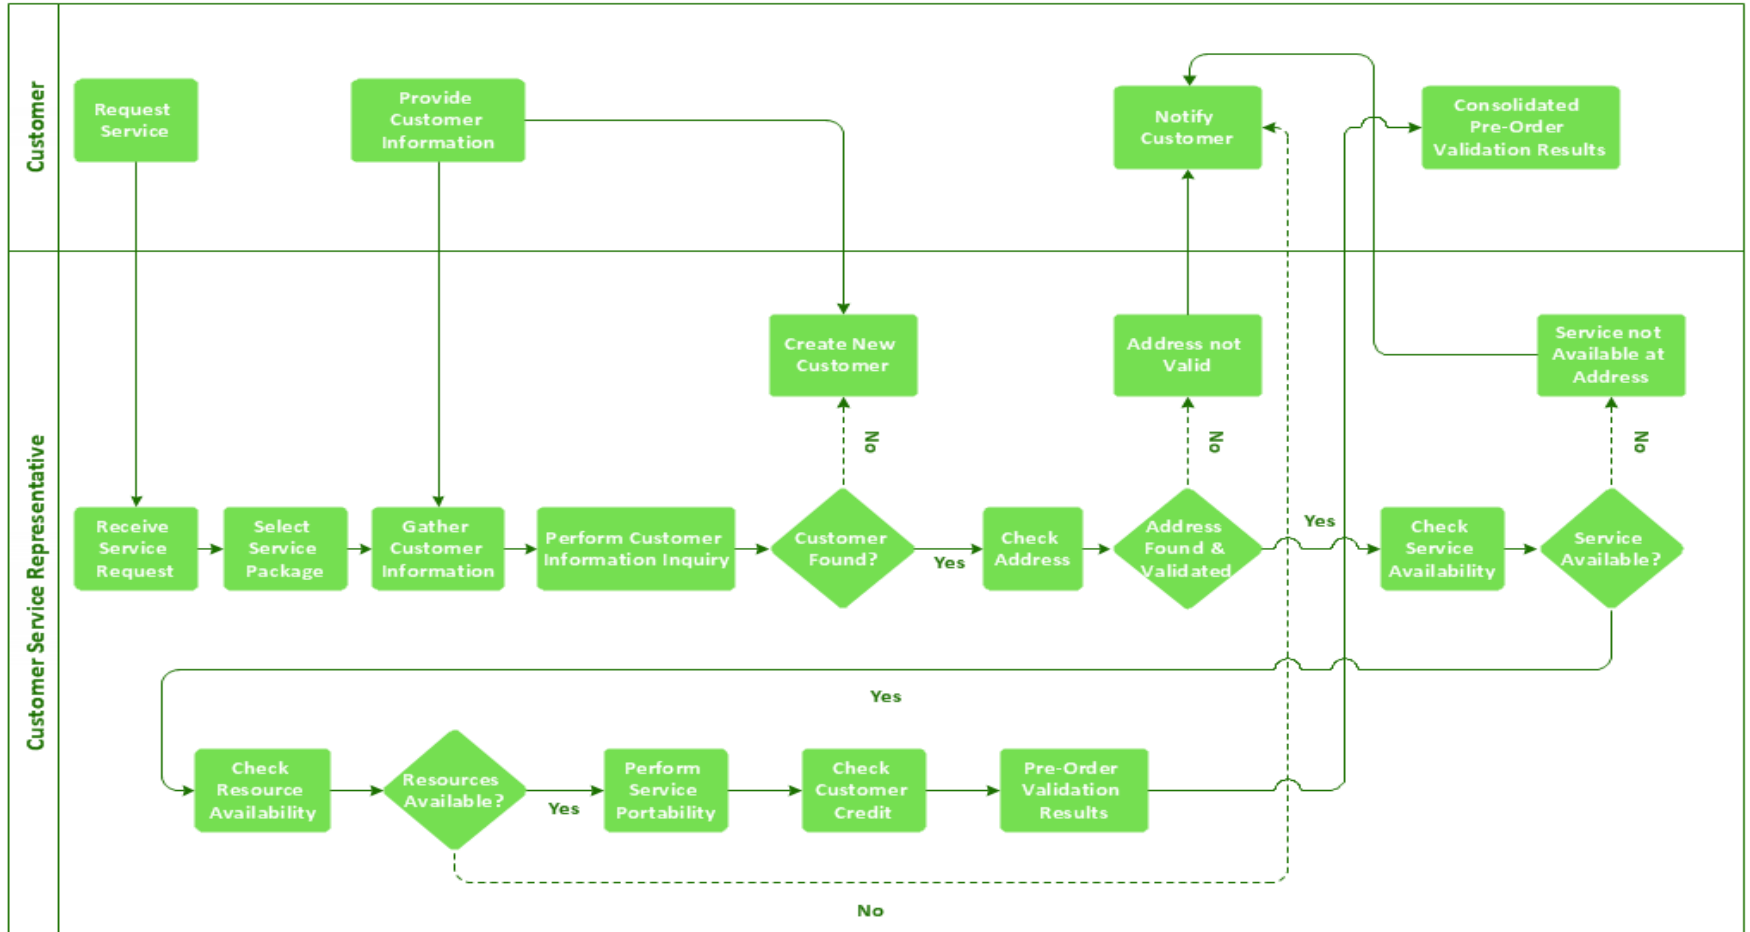 Customer
Request
Service
Provide
Customer
Information
Notify
Customer
Consolidated
Pre-Order
Validation Results
Customer Service Representative
Create New
Customer
Address not
Valid
Service not
Available at
Address
No
No
No
Receive
Service
Request
Select
Service
Package
Gather
Customer
Information
Perform Customer
Information Inquiry
Customer
Found?
Yes
Check
Address
Address
Found &
Validated
Yes
Check
Service
Availability
Service
Available?
Yes
Check
Resource
Availability
Resources
Available?
Yes
Perform
Service
Portability
Check
Customer
Credit
Pre-Order
Validation
Results
No